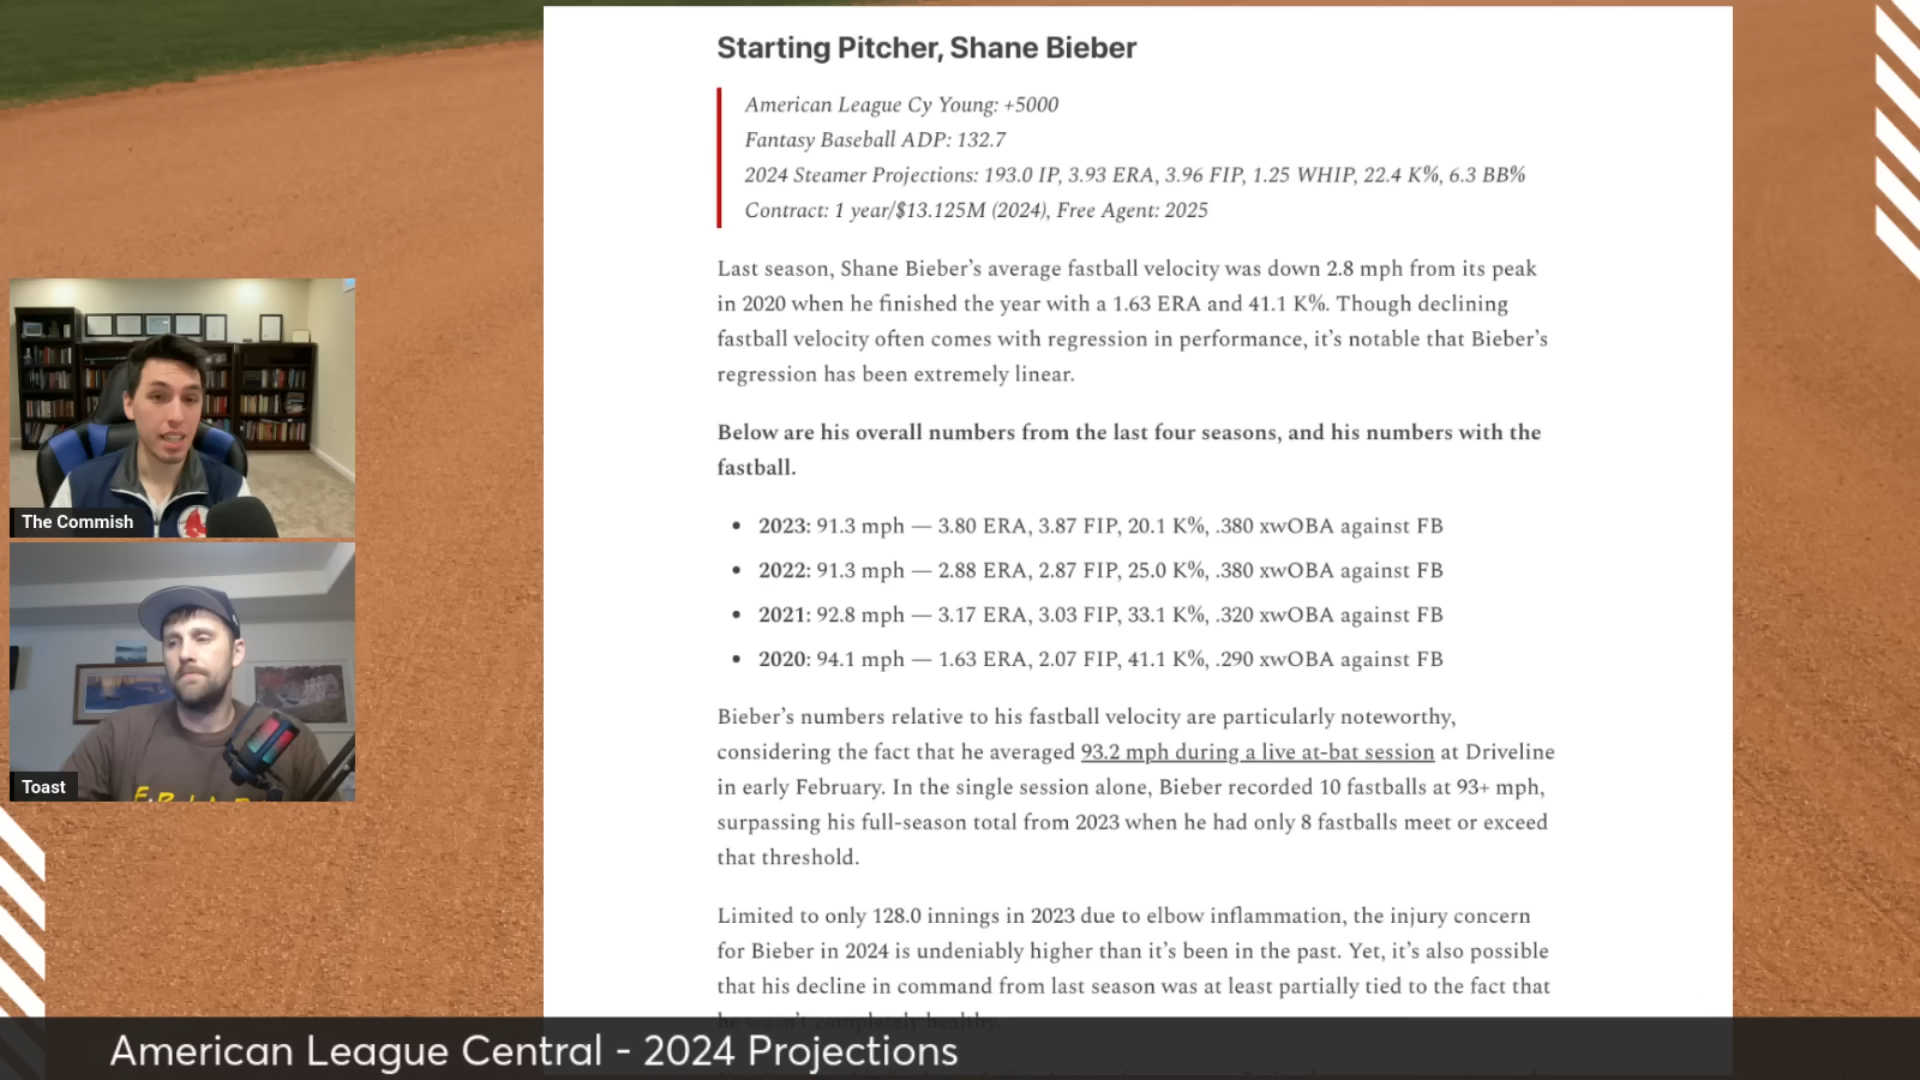 Starting Pitcher, Shane Bieber
American League Cy Young: +5000
Fantasy Baseball ADP: 132.7
2024 Steamer Projections: 193.0 IP, 3.93 ERA, 3.96 FIP, 1.25 WHIP, 22.4 K%, 6.3 BB%
Contract: 1 year/$13.125M (2024), Free Agent: 2025
Last season, Shane Bieber’s average fastball velocity was down 2.8 mph from its peak
in 2020 when he finished the year with a 1.63 ERA and 41.1 K%. Though declining
fastball velocity often comes with regression in performance, it’s notable that Bieber’s
regression has been extremely linear.
Below are his overall numbers from the last four seasons, and his numbers with the
fastball.
• 2023: 91.3 mph — 3.80 ERA, 3.87 FIP, 20.1 K%, .380 xwOBA against FB
• 2022: 91.3 mph — 2.88 ERA, 2.87 FIP, 25.0 K%, .380 xwOBA against FB
• 2021: 92.8 mph — 3.17 ERA, 3.03 FIP, 33.1 K%, .320 xwOBA against FB
• 2020: 94.1 mph — 1.63 ERA, 2.07 FIP, 41.1 K%, .290 xwOBA against FB
Bieber’s numbers relative to his fastball velocity are particularly noteworthy,
considering the fact that he averaged 93.2 mph during a live at-bat session at Driveline
in early February. In the single session alone, Bieber recorded 10 fastballs at 93+ mph,
surpassing his full-season total from 2023 when he had only 8 fastballs meet or exceed
that threshold.
Limited to only 128.0 innings in 2023 due to elbow inflammation, the injury concern
for Bieber in 2024 is undeniably higher than it’s been in the past. Yet, it’s also possible
that his decline in command from last season was at least partially tied to the fact that
he wasn’t completely healthy.
The Commish
Toast
American League Central - 2024 Projections